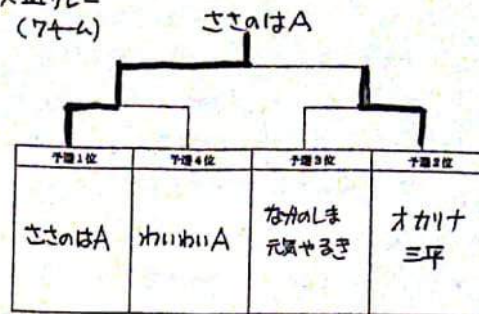 (7チーム)
ささのはA
予選1位
予選4位
予選3位
予選2位
ささのはA
わいわいA
なかのしま
元気やるき
オカリナ
三平